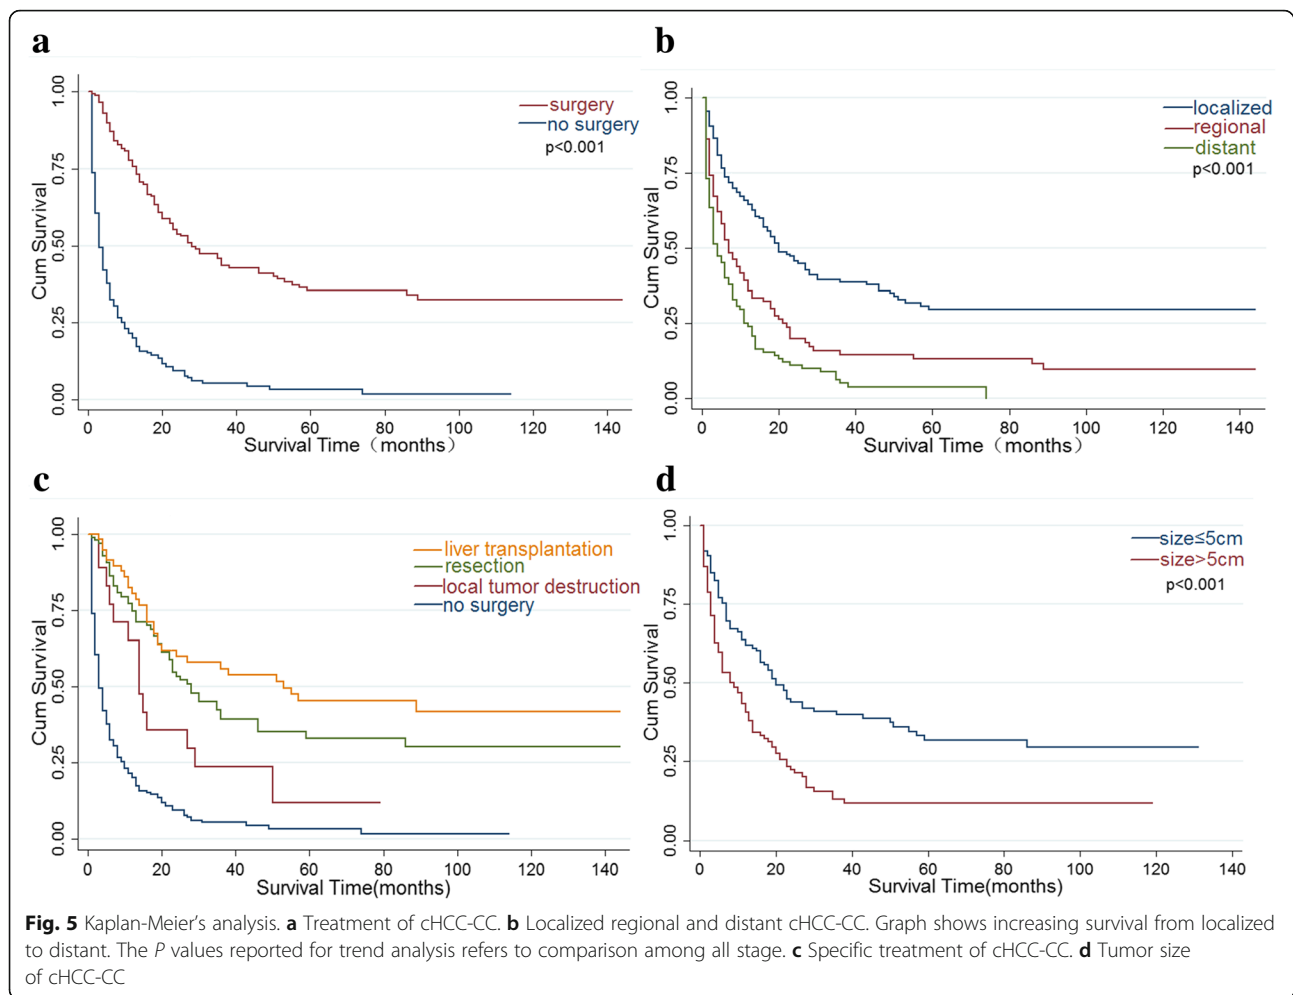 a
1.00
0.75
0.50
0.25
0.00
Cum Survival
surgery
no surgery
p<0.001
0 20 40 60 80 100 120 140
Survival Time（months）
b
1.00
0.75
0.50
0.25
0.00
Cum Survival
localized
regional
distant
p<0.001
0 20 40 60 80 100 120 140
Survival Time（months）
c
1.00
0.75
0.50
0.25
0.00
Cum Survival
liver transplantation
resection
local tumor destruction
no surgery
0 20 40 60 80 100 120 140
Survival Time(months)
d
1.00
0.75
0.50
0.25
0.00
Cum Survival
size≤5cm
size>5cm
p<0.001
0 20 40 60 80 100 120 140
Survival Time(months)
Fig. 5 Kaplan-Meier's analysis. a Treatment of cHCC-CC. b Localized regional and distant cHCC-CC. Graph shows increasing survival from localized
to distant. The P values reported for trend analysis refers to comparison among all stage. c Specific treatment of cHCC-CC. d Tumor size
of cHCC-CC